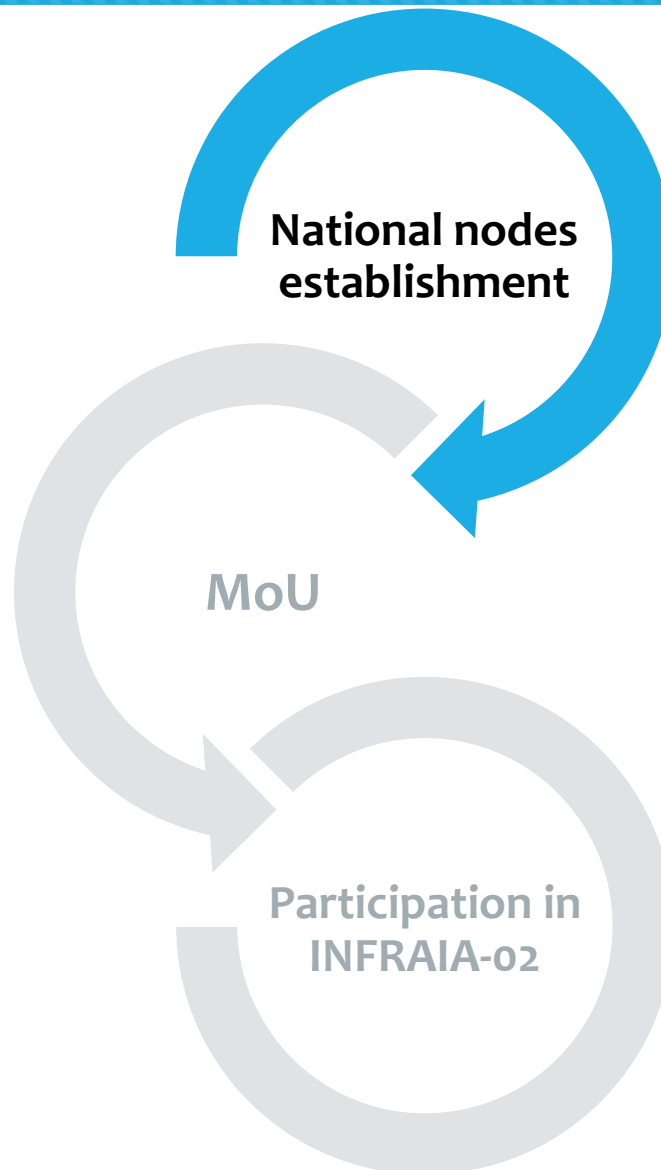 National nodes
establishment
MoU
Participation in
INFRAIA-02